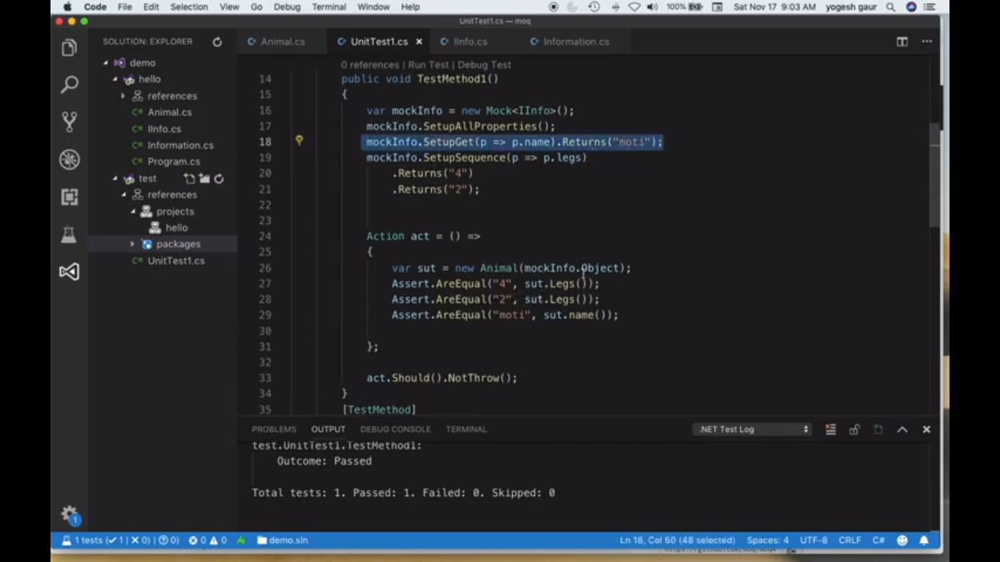 Code File Edit Selection View Go Debug Terminal Window Help 100% Sat Nov 17 9:03 AM yogesh gaur
UnitTest1.cs — moq
SOLUTION: EXPLORER
demo
hello
references
Animal.cs
IInfo.cs
Information.cs
Program.cs
test
references
projects
hello
packages
UnitTest1.cs
Animal.cs UnitTest1.cs IInfo.cs Information.cs
0 references | Run Test | Debug Test
14 public void TestMethod1()
15 {
16 var mockInfo = new Mock<IInfo>();
17 mockInfo.SetupAllProperties();
18 mockInfo.SetupGet(p => p.name).Returns("moti");
19 mockInfo.SetupSequence(p => p.legs)
20 .Returns("4")
21 .Returns("2");
22
23
24 Action act = () =>
25 {
26 var sut = new Animal(mockInfo.Object);
27 Assert.AreEqual("4", sut.Legs());
28 Assert.AreEqual("2", sut.Legs());
29 Assert.AreEqual("moti", sut.name());
30
31 };
32
33 act.Should().NotThrow();
34 }
35 [TestMethod]
PROBLEMS OUTPUT DEBUG CONSOLE TERMINAL .NET Test Log
test.UnitTest1.TestMethod1:
Outcome: Passed
Total tests: 1. Passed: 1. Failed: 0. Skipped: 0
1
1 tests (✓ 1 | ✕ 0) | ? 0) 0 0 demo.sln Ln 18, Col 60 (48 selected) Spaces: 4 UTF-8 CRLF C#